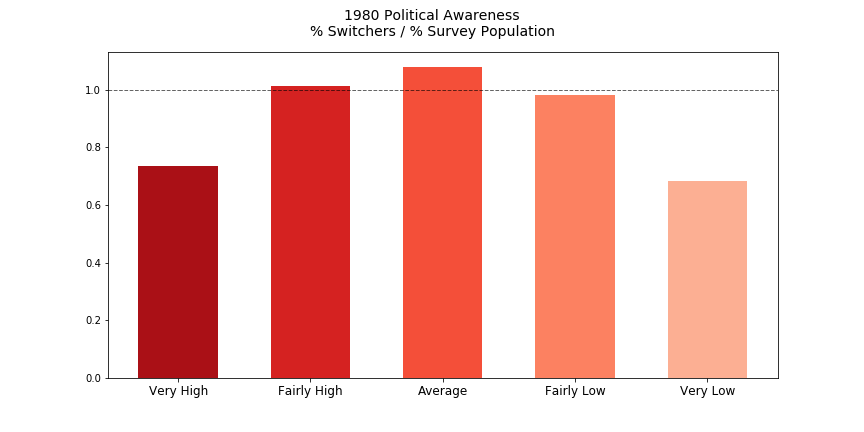 1980 Political Awareness
% Switchers / % Survey Population
1.0
0.8
0.6
0.4
0.2
0.0
Very High
Fairly High
Average
Fairly Low
Very Low